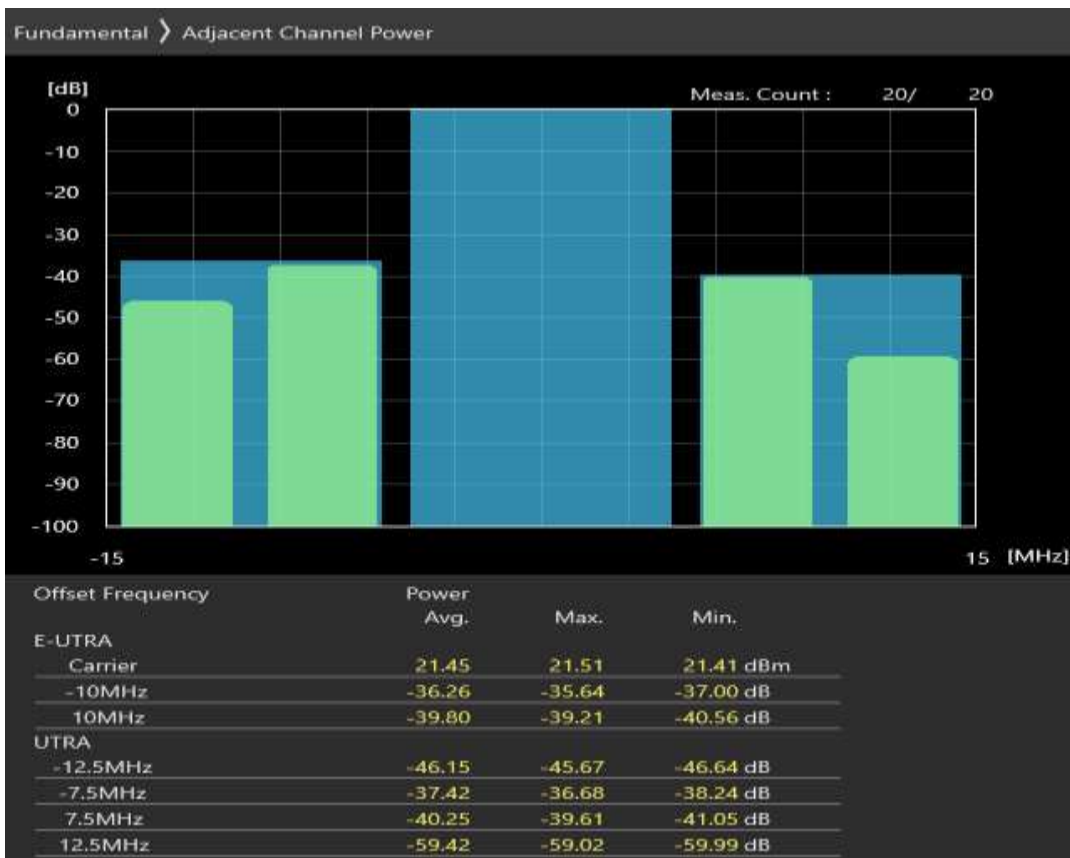 Fundamental ❯ Adjacent Channel Power
[dB]
Meas. Count : 20/ 20
0
-10
-20
-30
-40
-50
-60
-70
-80
-90
-100
-15 15 [MHz]
Offset Frequency Power
Avg. Max. Min.
E-UTRA
Carrier 21.45 21.51 21.41 dBm
-10MHz -36.26 -35.64 -37.00 dB
10MHz -39.80 -39.21 -40.56 dB
UTRA
-12.5MHz -46.15 -45.67 -46.64 dB
-7.5MHz -37.42 -36.68 -38.24 dB
7.5MHz -40.25 -39.61 -41.05 dB
12.5MHz -59.42 -59.02 -59.99 dB